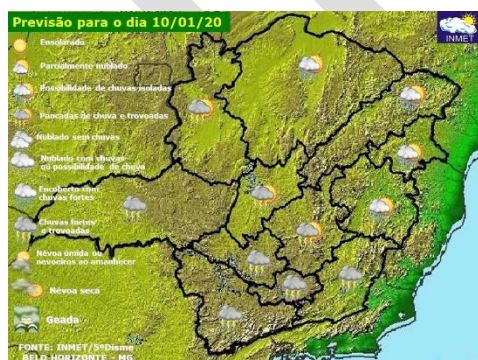 Previsão para o dia 10/01/20
INMET
Ensolarado
Parcialmente nublado
Possibilidade de chuvas isoladas
Pancadas de chuva e trovoadas
Nublado sem chuvas
Nublado com chuvas
ou possibilidade de chuva
Encoberto com
chuvas fortes
Chuvas fortes
e trovoadas
Névoa úmida ou
nevoeiros ao amanhecer
Névoa seca
Geada
FONTE: INMET/5ºDisme
BELO HORIZONTE - MG